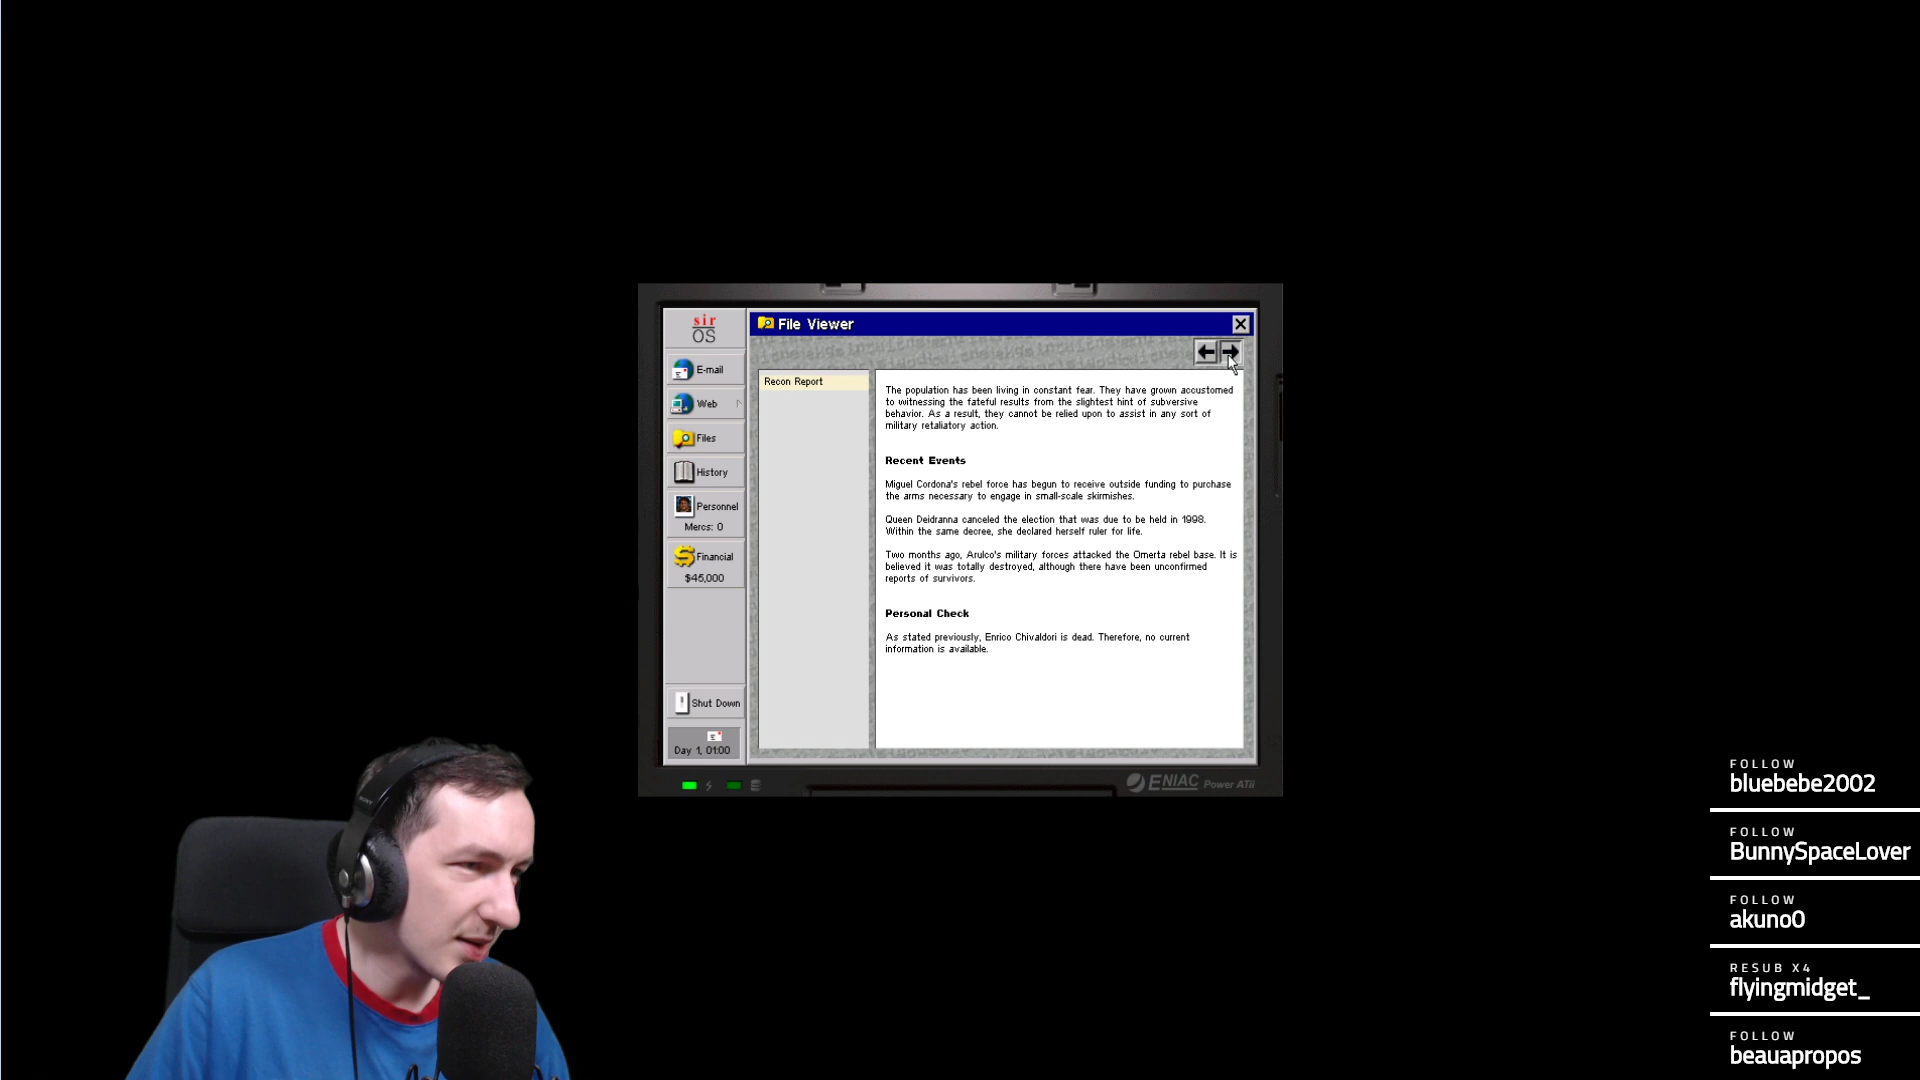 sir
OS
File Viewer
E-mail
Web
Files
History
Personnel
Mercs: 0
Financial
$45,000
Shut Down
Day 1, 01:00
Recon Report
The population has been living in constant fear. They have grown accustomed
to witnessing the fateful results from the slightest hint of subversive
behavior. As a result, they cannot be relied upon to assist in any sort of
military retaliatory action.
Recent Events
Miguel Cordona's rebel force has begun to receive outside funding to purchase
the arms necessary to engage in small-scale skirmishes.
Queen Deidranna canceled the election that was due to be held in 1998.
Within the same decree, she declared herself ruler for life.
Two months ago, Arulco's military forces attacked the Omerta rebel base. It is
believed it was totally destroyed, although there have been unconfirmed
reports of survivors.
Personal Check
As stated previously, Enrico Chivaldori is dead. Therefore, no current
information is available.
ENIAC Power ATii
FOLLOW
bluebebe2002
FOLLOW
BunnySpaceLover
FOLLOW
akuno0
RESUB X4
flyingmidget_
FOLLOW
beauapropos